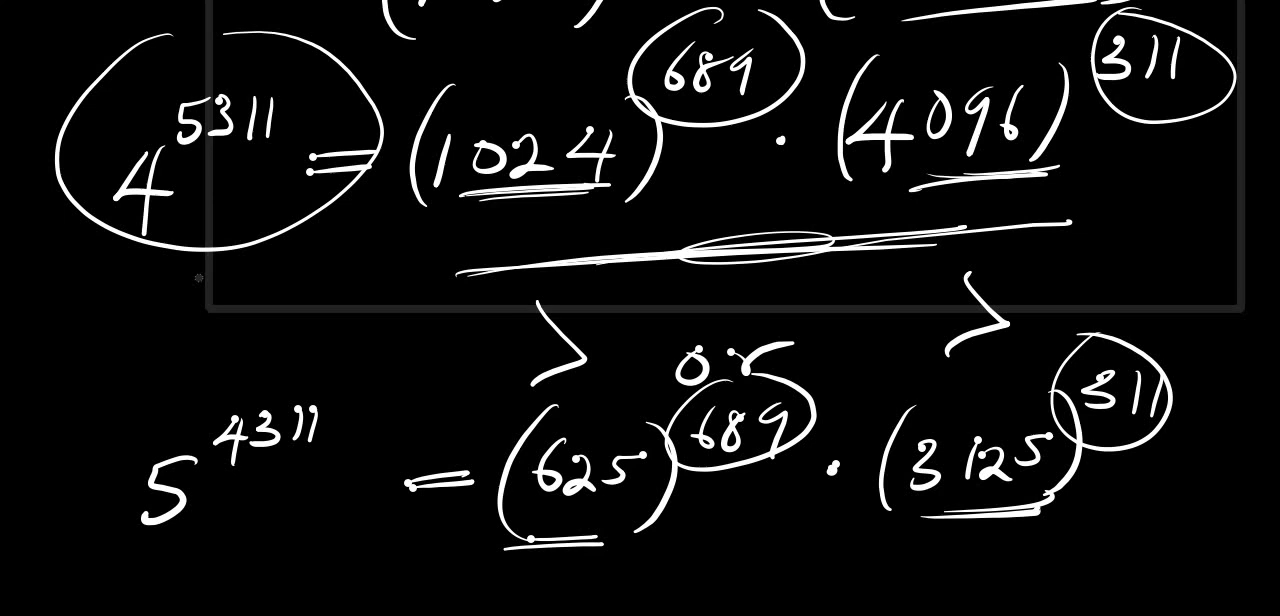 4^5311 = (1024)^689 · (4096)^311
> or >
5^4311 = (625)^689 · (3125)^311